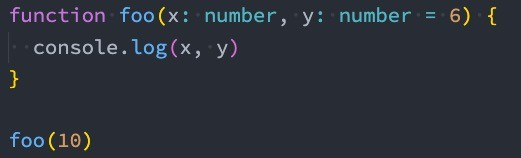 function foo(x: number, y: number = 6) {
  console.log(x, y)
}

foo(10)